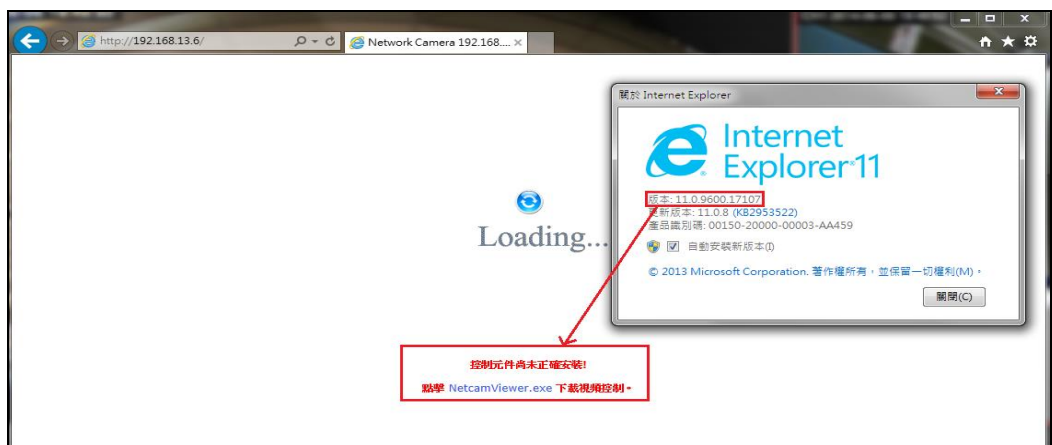 http://192.168.13.6/
Network Camera 192.168....
關於 Internet Explorer
Internet
Explorer 11
版本: 11.0.9600.17107
更新版本: 11.0.8 (KB2953522)
產品識別碼: 00150-20000-00003-AA459
自動安裝新版本(I)
© 2013 Microsoft Corporation. 著作權所有，並保留一切權利(M)。
關閉(C)
Loading...
控制元件尚未正確安裝!
點擊 NetcamViewer.exe 下載視頻控制。